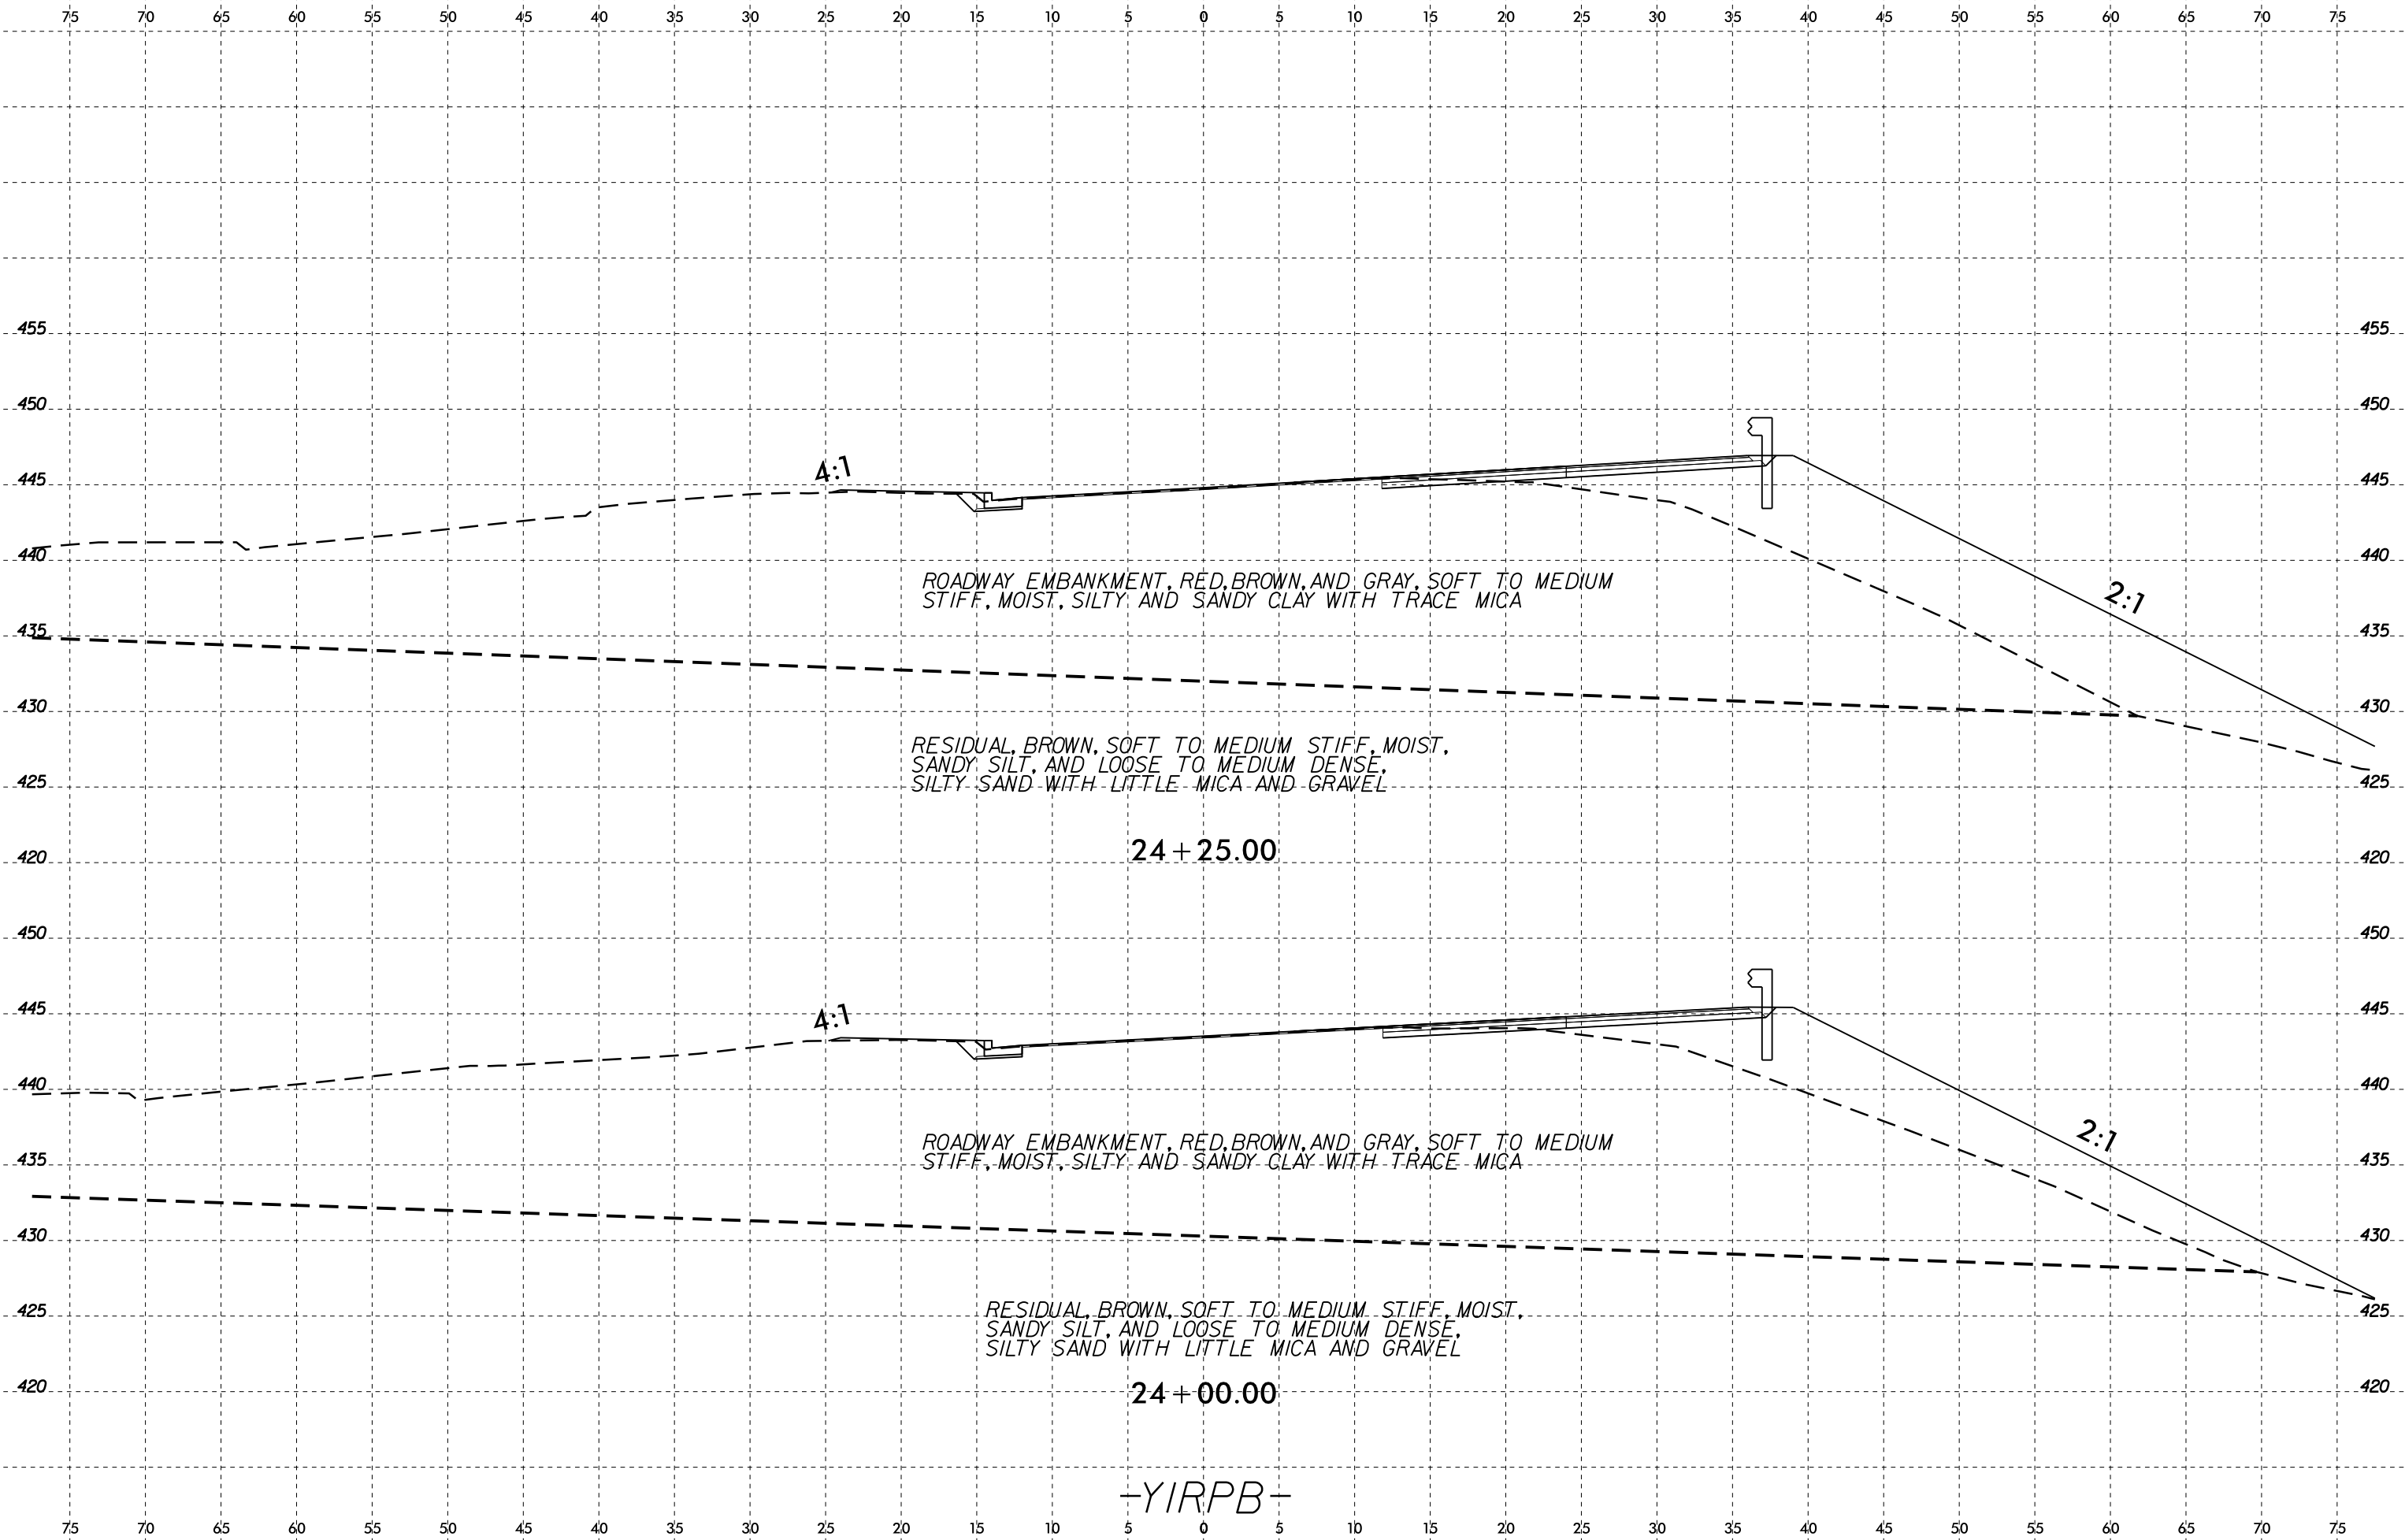 75 70 65 60 55 50 45 40 35 30 25 20 15 10 5 0 5 10 15 20 25 30 35 40 45 50 55 60 65 70 75
455 455
450 450
4:1
445 445
440 440
ROADWAY EMBANKMENT, RED, BROWN, AND GRAY, SOFT TO MEDIUM
STIFF, MOIST, SILTY AND SANDY CLAY WITH TRACE MICA
2:1
435 435
430 430
RESIDUAL, BROWN, SOFT TO MEDIUM STIFF, MOIST,
SANDY SILT, AND LOOSE TO MEDIUM DENSE,
SILTY SAND WITH LITTLE MICA AND GRAVEL
425 425
24+25.00
420 420
450 450
445 445
4:1
440 440
2:1
ROADWAY EMBANKMENT, RED, BROWN, AND GRAY, SOFT TO MEDIUM
STIFF, MOIST, SILTY AND SANDY CLAY WITH TRACE MICA
435 435
430 430
425 425
RESIDUAL, BROWN, SOFT TO MEDIUM STIFF, MOIST,
SANDY SILT, AND LOOSE TO MEDIUM DENSE,
SILTY SAND WITH LITTLE MICA AND GRAVEL
420 420
24+00.00
-Y1RPB-
75 70 65 60 55 50 45 40 35 30 25 20 15 10 5 0 5 10 15 20 25 30 35 40 45 50 55 60 65 70 75